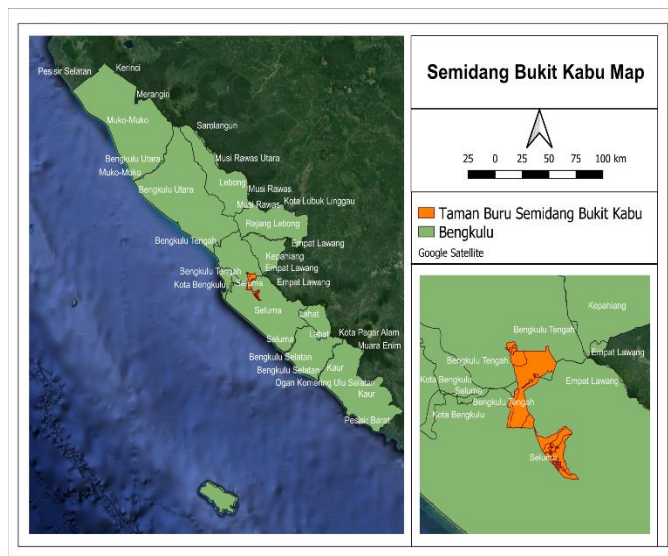 Semidang Bukit Kabu Map
25 0 25 50 75 100 km
Taman Buru Semidang Bukit Kabu
Bengkulu
Google Satellite
Kerinci
Pesisir Selatan
Merangin
Muko-Muko
Sarolangun
Musi Rawas Utara
Bengkulu Utara
Muko-Muko
Lebong
Bengkulu Utara
Musi Rawas
Kota Lubuk Linggau
Musi Rawas
Rejang Lebong
Bengkulu Tengah
Empat Lawang
Kepahiang
Empat Lawang
Bengkulu Tengah
Seluma
Empat Lawang
Kota Bengkulu
Seluma
Lahat
Kota Pagar Alam
Seluma
Lahat
Muara Enim
Bengkulu Selatan
Kaur
Bengkulu Selatan
Ogan Komering Ulu Selatan
Kaur
Pesisir Barat
Kepahiang
Bengkulu Tengah
Empat Lawang
Bengkulu Tengah
Kota Bengkulu
Empat Lawang
Seluma
Bengkulu Tengah
Kota Bengkulu
Seluma